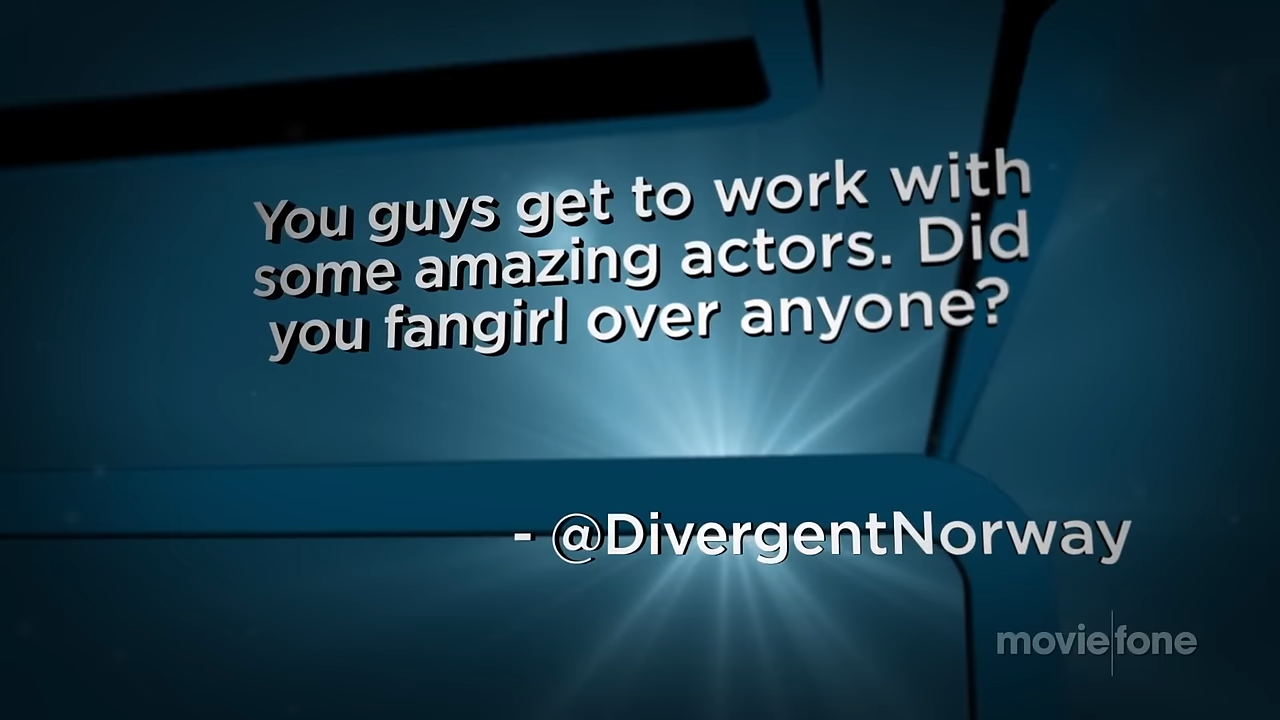 You guys get to work with
some amazing actors. Did
you fangirl over anyone?
- @DivergentNorway
moviefone